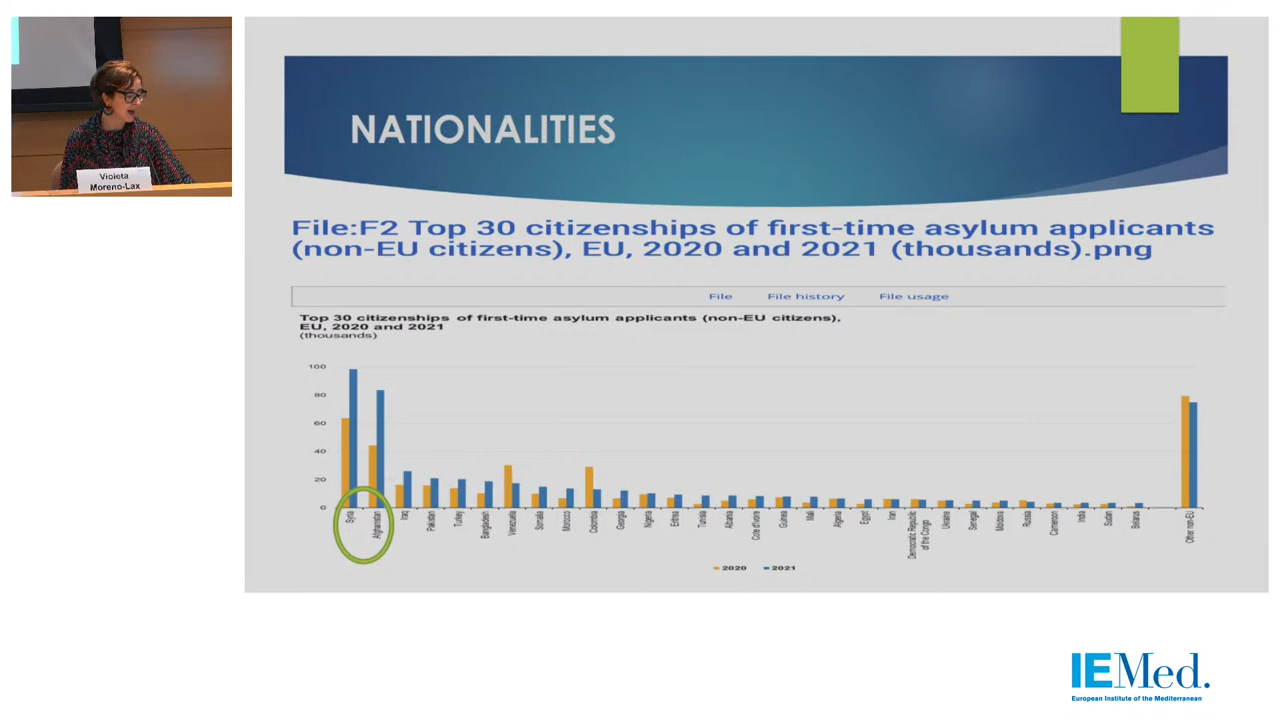 Violeta
Moreno-Lax
NATIONALITIES
File:F2 Top 30 citizenships of first-time asylum applicants
(non-EU citizens), EU, 2020 and 2021 (thousands).png
File File history File usage
Top 30 citizenships of first-time asylum applicants (non-EU citizens),
EU, 2020 and 2021
(thousands)
100
80
60
40
20
0
Syria
Afghanistan
Iraq
Pakistan
Turkey
Bangladesh
Venezuela
Somalia
Morocco
Colombia
Georgia
Nigeria
Eritrea
Tunisia
Albania
Cote d'Ivoire
Guinea
Mali
Algeria
Egypt
Iran
Democratic Republic
of the Congo
Ukraine
Senegal
Moldova
Russia
Cameroon
India
Sudan
Belarus
Other non-EU
2020 2021
IEMed.
European Institute of the Mediterranean